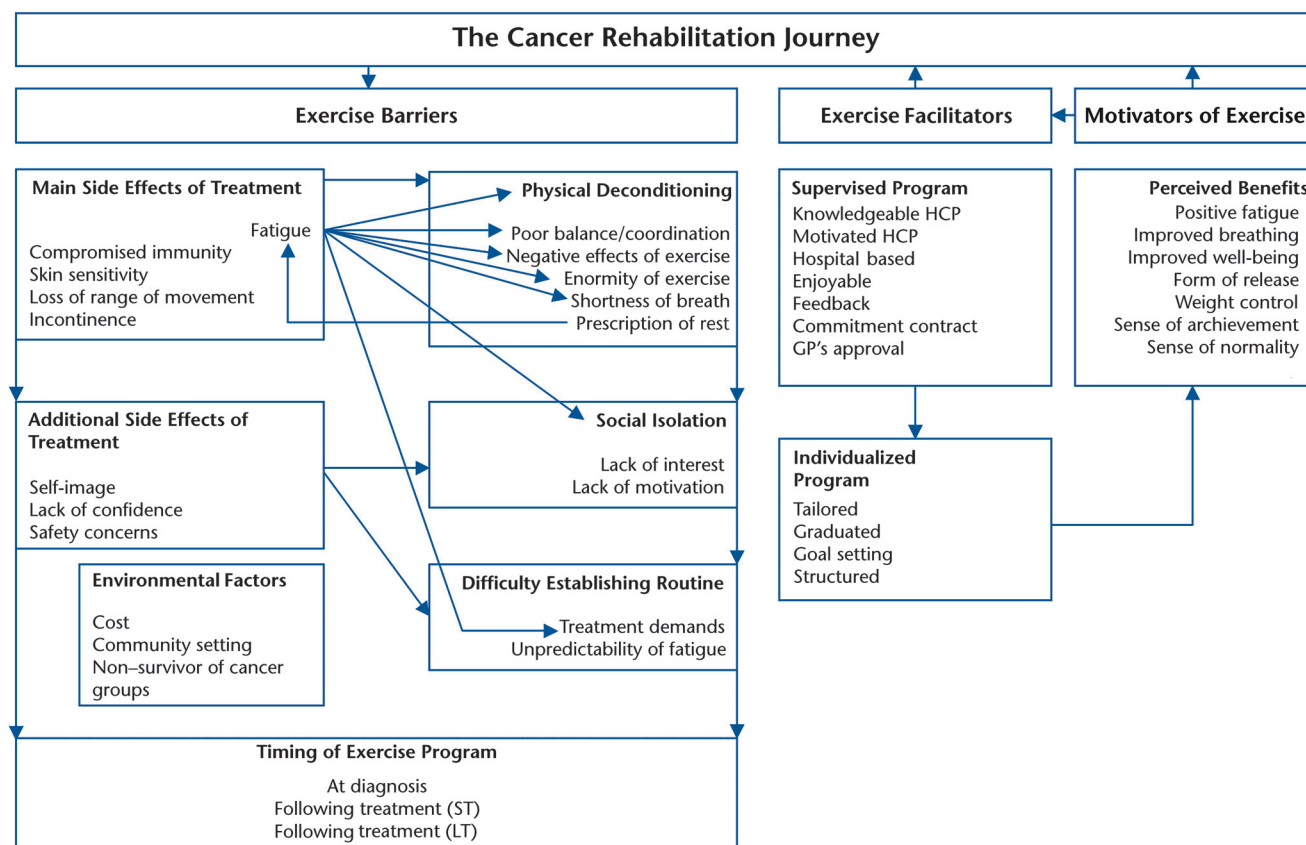 The Cancer Rehabilitation Journey
Exercise Barriers
Exercise Facilitators
Motivators of Exercise
Main Side Effects of Treatment
Fatigue
Compromised immunity
Skin sensitivity
Loss of range of movement
Incontinence
Physical Deconditioning
Poor balance/coordination
Negative effects of exercise
Enormity of exercise
Shortness of breath
Prescription of rest
Additional Side Effects of
Treatment
Self-image
Lack of confidence
Safety concerns
Social Isolation
Lack of interest
Lack of motivation
Environmental Factors
Cost
Community setting
Non–survivor of cancer
groups
Difficulty Establishing Routine
Treatment demands
Unpredictability of fatigue
Timing of Exercise Program
At diagnosis
Following treatment (ST)
Following treatment (LT)
Supervised Program
Knowledgeable HCP
Motivated HCP
Hospital based
Enjoyable
Feedback
Commitment contract
GP's approval
Individualized
Program
Tailored
Graduated
Goal setting
Structured
Perceived Benefits
Positive fatigue
Improved breathing
Improved well-being
Form of release
Weight control
Sense of archievement
Sense of normality